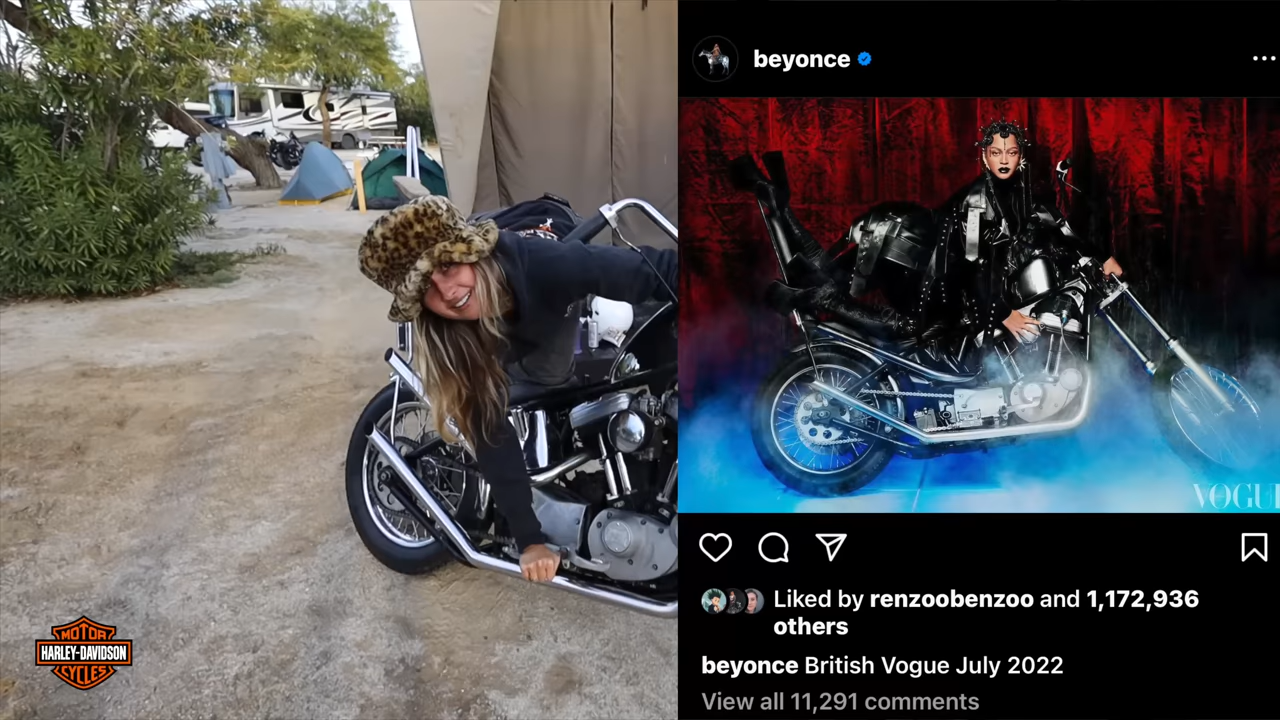 MOTOR
HARLEY-DAVIDSON
CYCLES
beyonce
VOGUE
Liked by renzoobenzoo and 1,172,936
others
beyonce British Vogue July 2022
View all 11,291 comments